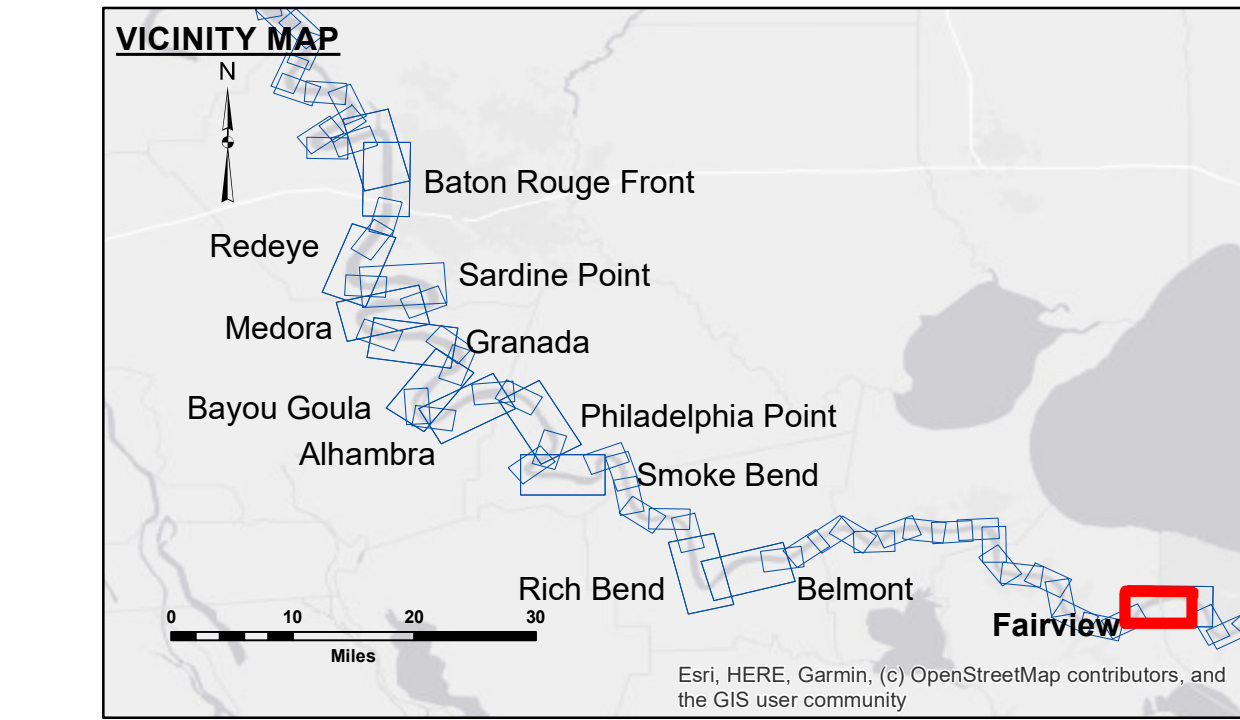 VICINITY MAP
N
Baton Rouge Front
Redeye
Sardine Point
Medora
Granada
Bayou Goula
Philadelphia Point
Alhambra
Smoke Bend
Rich Bend
Belmont
Fairview
0 10 20 30
Miles
Esri, HERE, Garmin, (c) OpenStreetMap contributors, and
the GIS user community